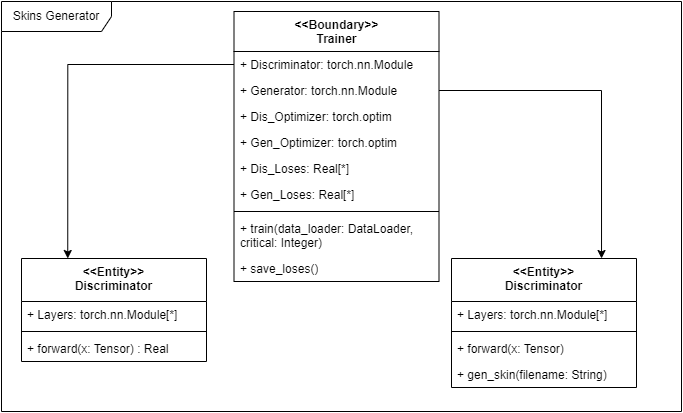 Skins Generator
<<Boundary>>
Trainer
+ Discriminator: torch.nn.Module
+ Generator: torch.nn.Module
+ Dis_Optimizer: torch.optim
+ Gen_Optimizer: torch.optim
+ Dis_Loses: Real[*]
+ Gen_Loses: Real[*]
+ train(data_loader: DataLoader,
critical: Integer)
+ save_loses()
<<Entity>>
Discriminator
+ Layers: torch.nn.Module[*]
+ forward(x: Tensor) : Real
<<Entity>>
Discriminator
+ Layers: torch.nn.Module[*]
+ forward(x: Tensor)
+ gen_skin(filename: String)